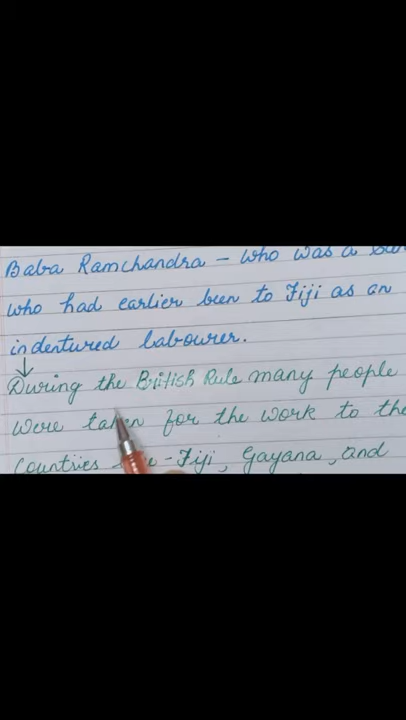 Baba Ramchandra – who was a
who had earlier been to Fiji as an
indentured labourer.
During the British Rule many people
were taken for the work to the
Countries - Fiji, Gayana, and